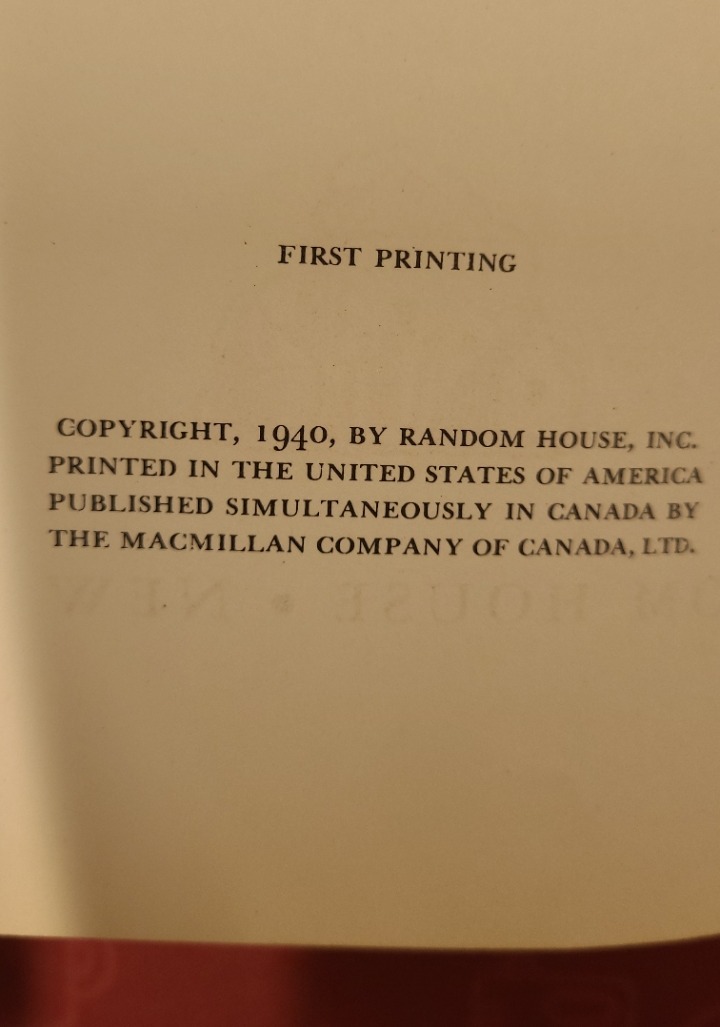 FIRST PRINTING
COPYRIGHT, 1940, BY RANDOM HOUSE, INC.
PRINTED IN THE UNITED STATES OF AMERICA
PUBLISHED SIMULTANEOUSLY IN CANADA BY
THE MACMILLAN COMPANY OF CANADA, LTD.